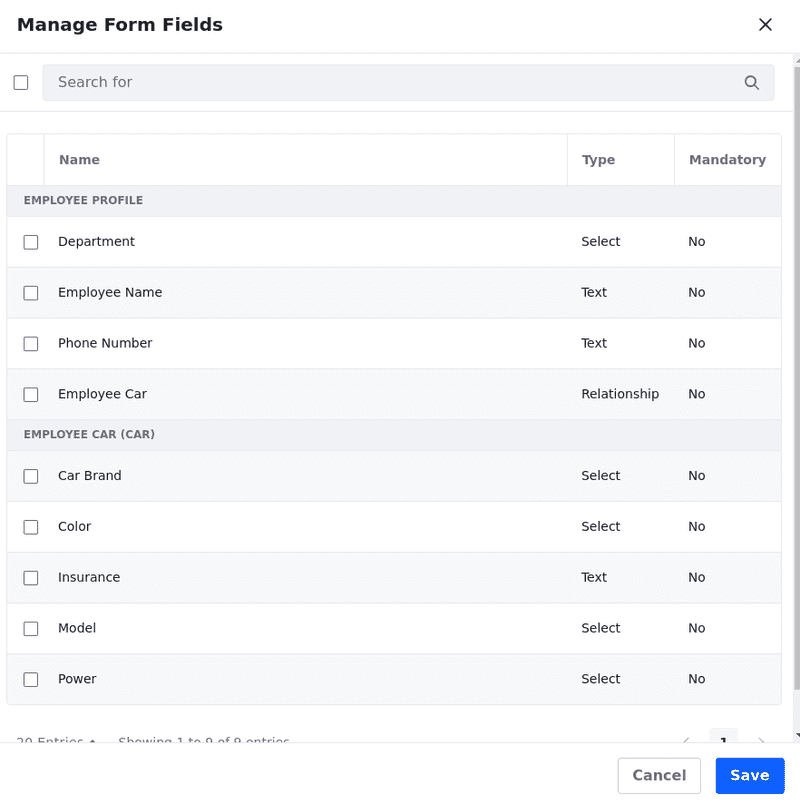 Manage Form Fields
Search for
Name Type Mandatory
EMPLOYEE PROFILE
Department Select No
Employee Name Text No
Phone Number Text No
Employee Car Relationship No
EMPLOYEE CAR (CAR)
Car Brand Select No
Color Select No
Insurance Text No
Model Select No
Power Select No
20 Entries Showing 1 to 9 of 9 entries 1
Cancel Save